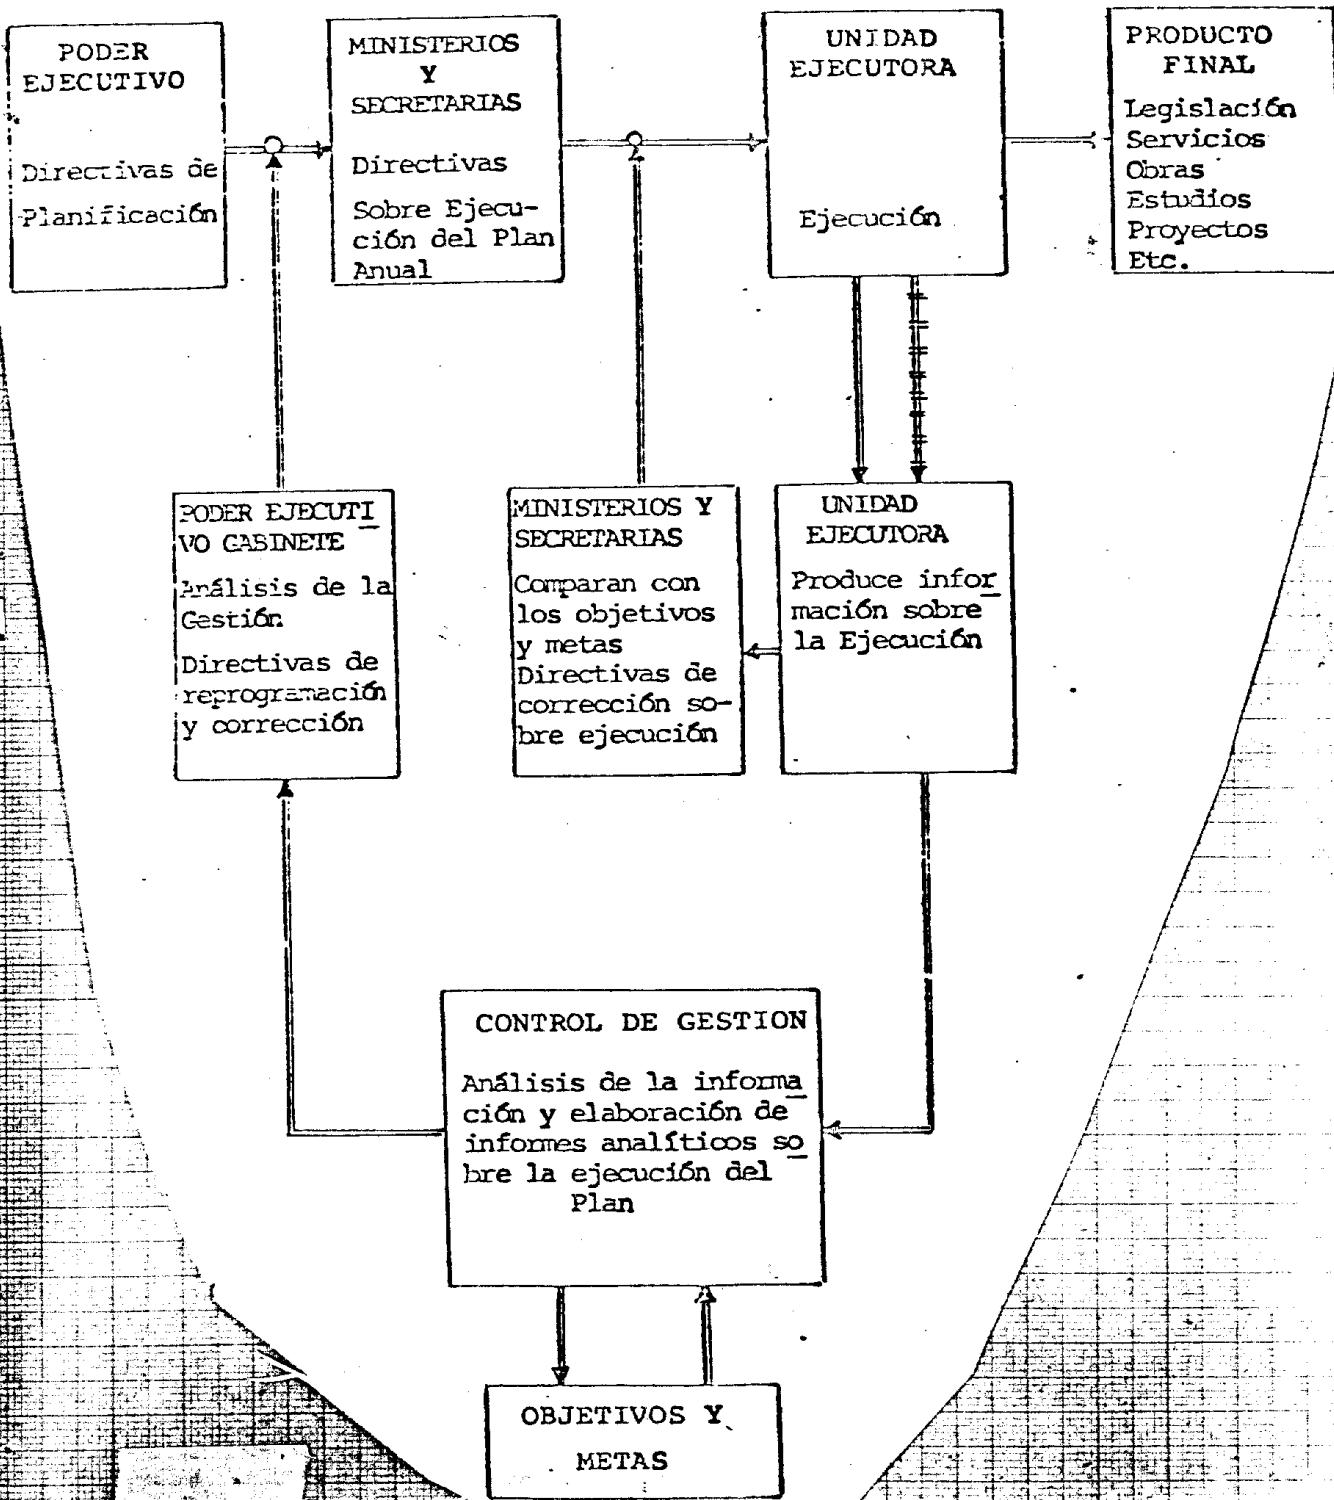 PODER
EJECUTIVO
Directivas de
Planificación
MINISTERIOS
Y
SECRETARIAS
Directivas
Sobre Ejecu-
ción del Plan
Anual
UNIDAD
EJECUTORA
Ejecución
PRODUCTO
FINAL
Legislación
Servicios
Obras
Estudios
Proyectos
Etc.
PODER EJECUTI
VO GABINETE
Análisis de la
Gestión
Directivas de
reprogramación
y corrección
MINISTERIOS Y
SECRETARIAS
Comparan con
los objetivos
y metas
Directivas de
corrección so-
bre ejecución
UNIDAD
EJECUTORA
Produce infor
mación sobre
la Ejecución
CONTROL DE GESTION
Análisis de la informa
ción y elaboración de
informes analíticos so
bre la ejecución del
Plan
OBJETIVOS Y
METAS